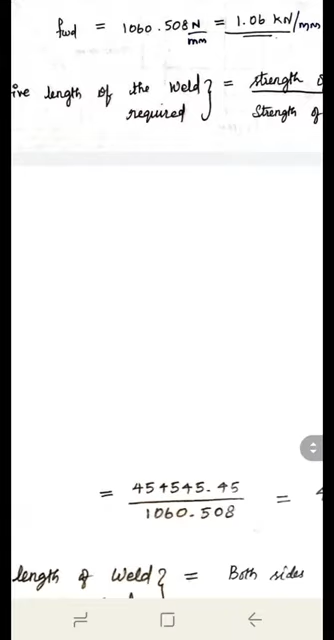 fwd = 1060.508 N/mm = 1.06 kN/mm
ive length of the weld required } = strength / Strength of
= 454545.45 / 1060.508 =
length of weld } = Both sides